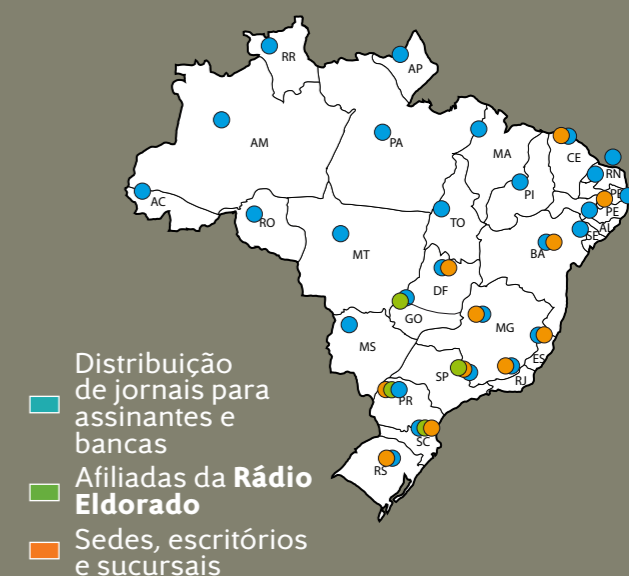 RR
AP
AM
PA
MA
CE
RN
PB
PE
AL
SE
PI
AC
RO
TO
MT
BA
DF
GO
MG
MS
ES
SP
RJ
PR
SC
RS
Distribuição
de jornais para
assinantes e
bancas
Afiliadas da Rádio
Eldorado
Sedes, escritórios
e sucursais